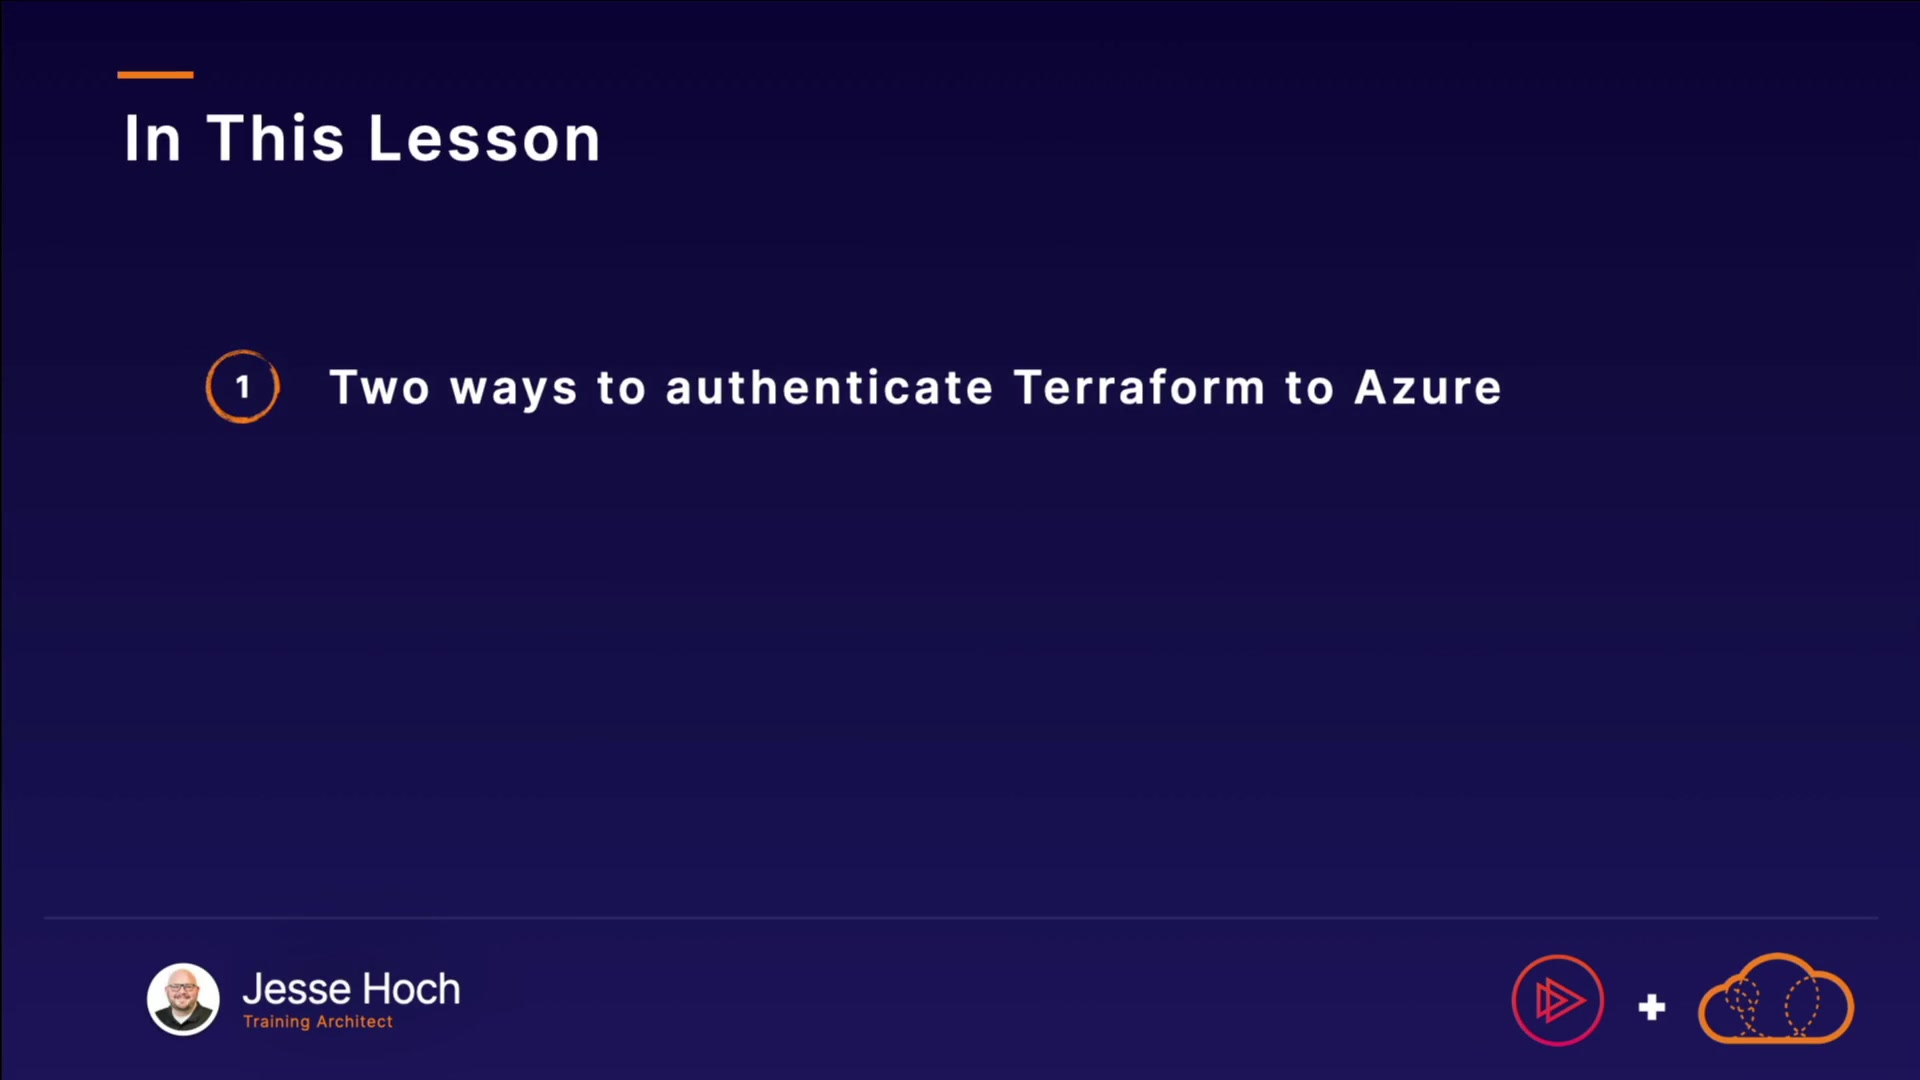 In This Lesson
1 Two ways to authenticate Terraform to Azure
Jesse Hoch
Training Architect